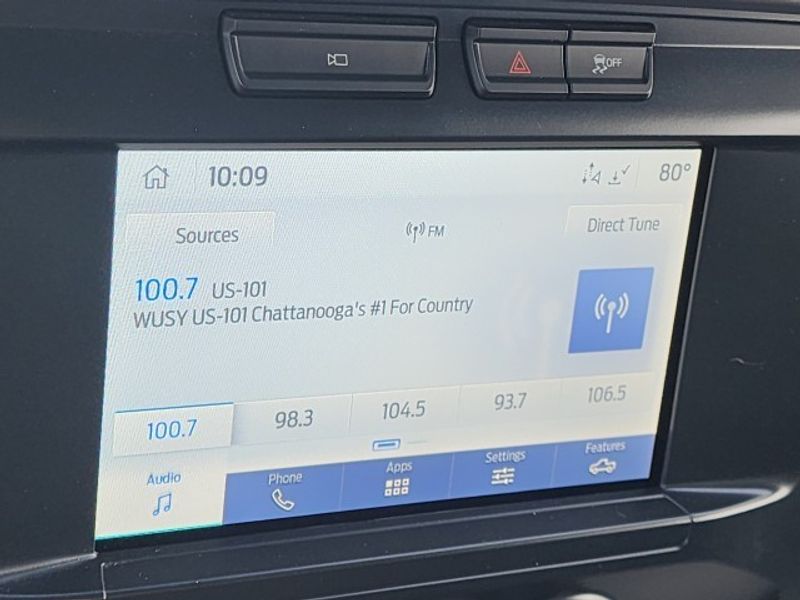 OFF
10:09
80°
Sources
FM
Direct Tune
100.7 US-101
WUSY US-101 Chattanooga's #1 For Country
100.7 98.3 104.5 93.7 106.5
Audio Phone Apps Settings Features